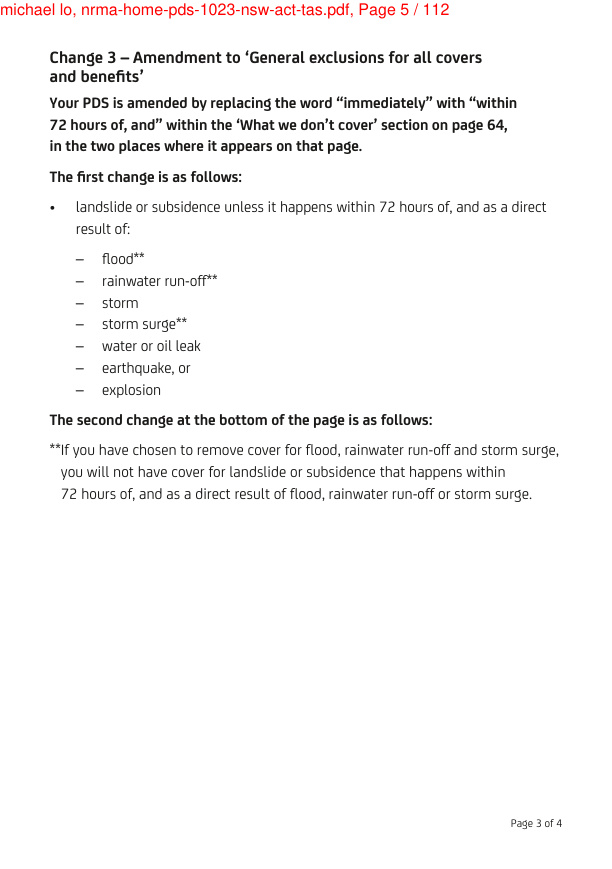 michael lo, nrma-home-pds-1023-nsw-act-tas.pdf, Page 5 / 112
Change 3 – Amendment to ‘General exclusions for all covers
and benefits’
Your PDS is amended by replacing the word “immediately” with “within
72 hours of, and” within the ‘What we don’t cover’ section on page 64,
in the two places where it appears on that page.
The first change is as follows:
• landslide or subsidence unless it happens within 72 hours of, and as a direct
result of:
– flood**
– rainwater run-off**
– storm
– storm surge**
– water or oil leak
– earthquake, or
– explosion
The second change at the bottom of the page is as follows:
**If you have chosen to remove cover for flood, rainwater run-off and storm surge,
you will not have cover for landslide or subsidence that happens within
72 hours of, and as a direct result of flood, rainwater run-off or storm surge.
Page 3 of 4